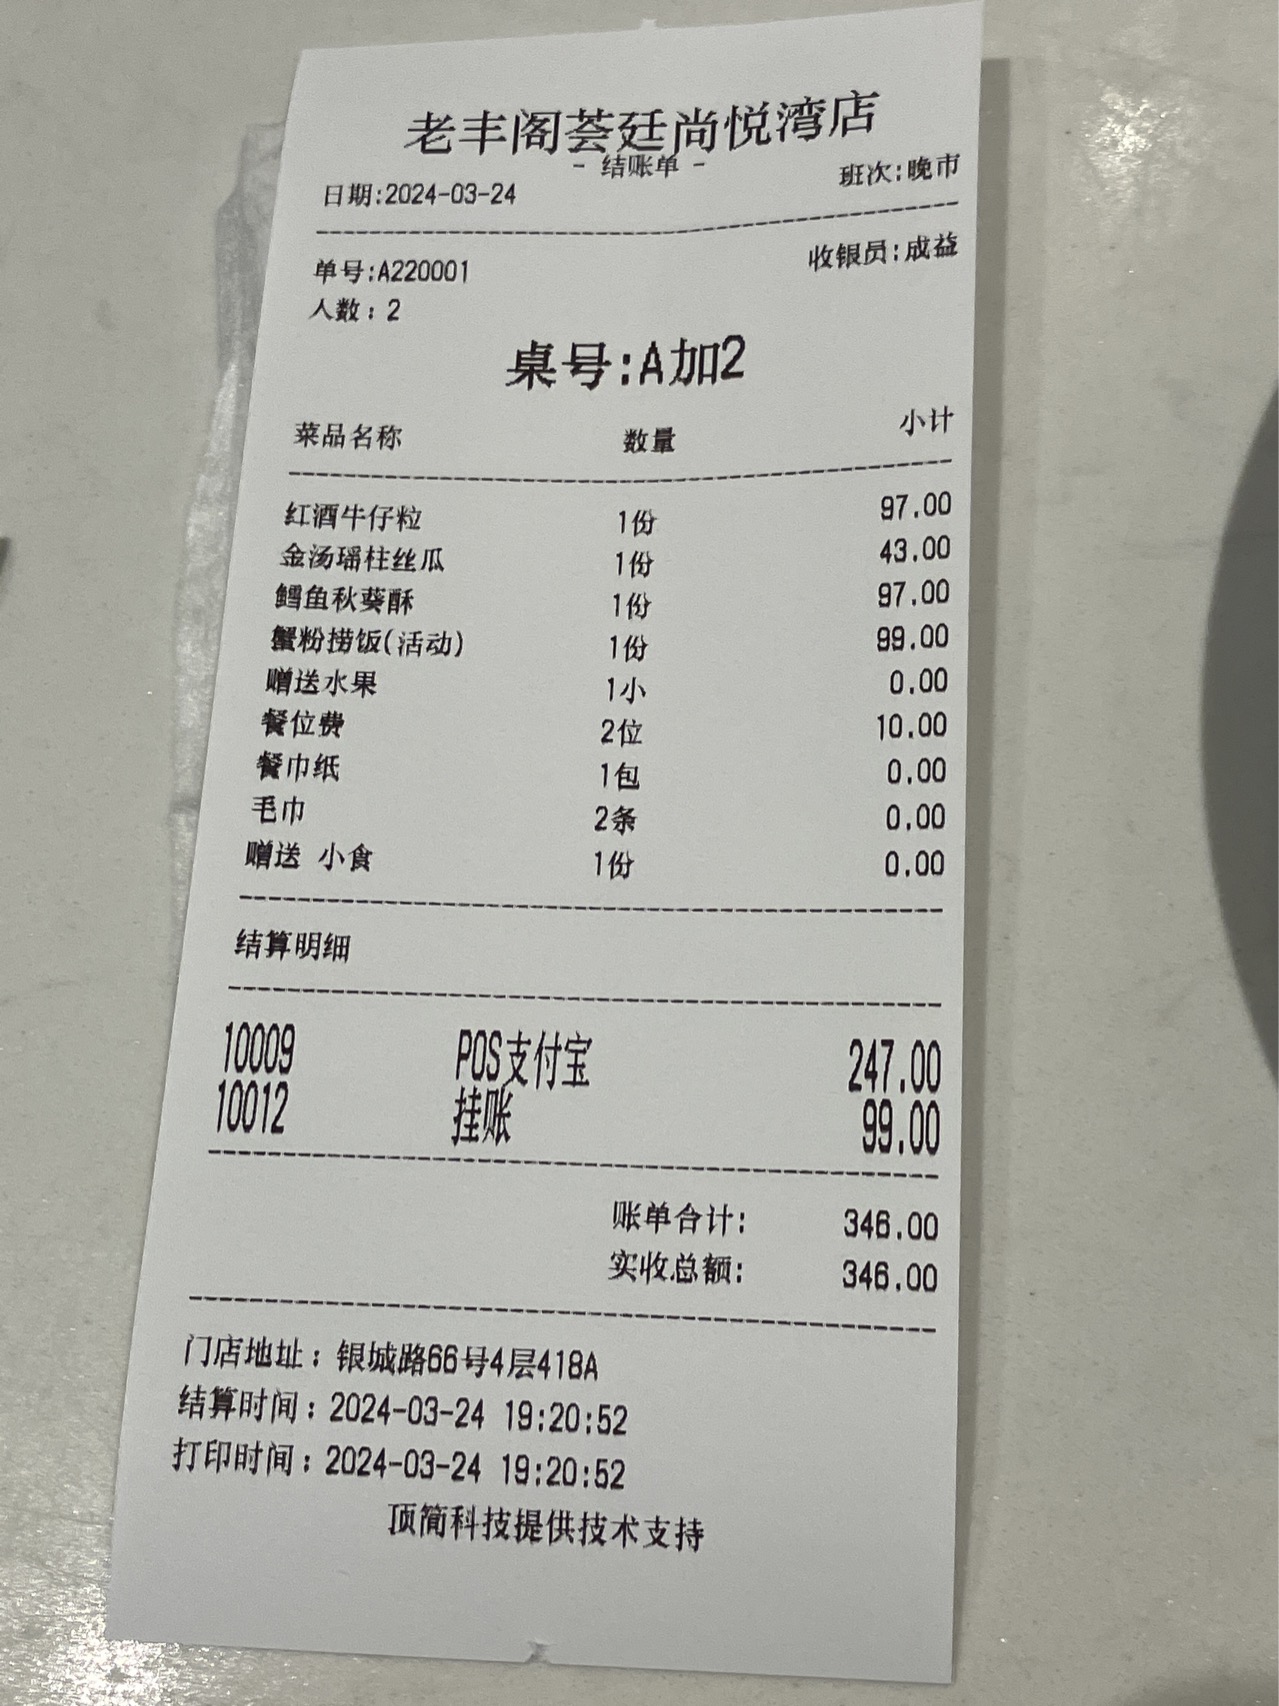 老丰阁荟廷尚悦湾店
- 结账单 -
日期:2024-03-24 班次:晚市
单号:A220001 收银员:成益
人数: 2
桌号:A加2
菜品名称 数量 小计
红酒牛仔粒 1份 97.00
金汤瑶柱丝瓜 1份 43.00
鳕鱼秋葵酥 1份 97.00
蟹粉捞饭(活动) 1份 99.00
赠送水果 1小 0.00
餐位费 2位 10.00
餐巾纸 1包 0.00
毛巾 2条 0.00
赠送 小食 1份 0.00
结算明细
10009 POS支付宝 247.00
10012 挂账 99.00
账单合计: 346.00
实收总额: 346.00
门店地址: 银城路66号4层418A
结算时间: 2024-03-24 19:20:52
打印时间: 2024-03-24 19:20:52
顶简科技提供技术支持